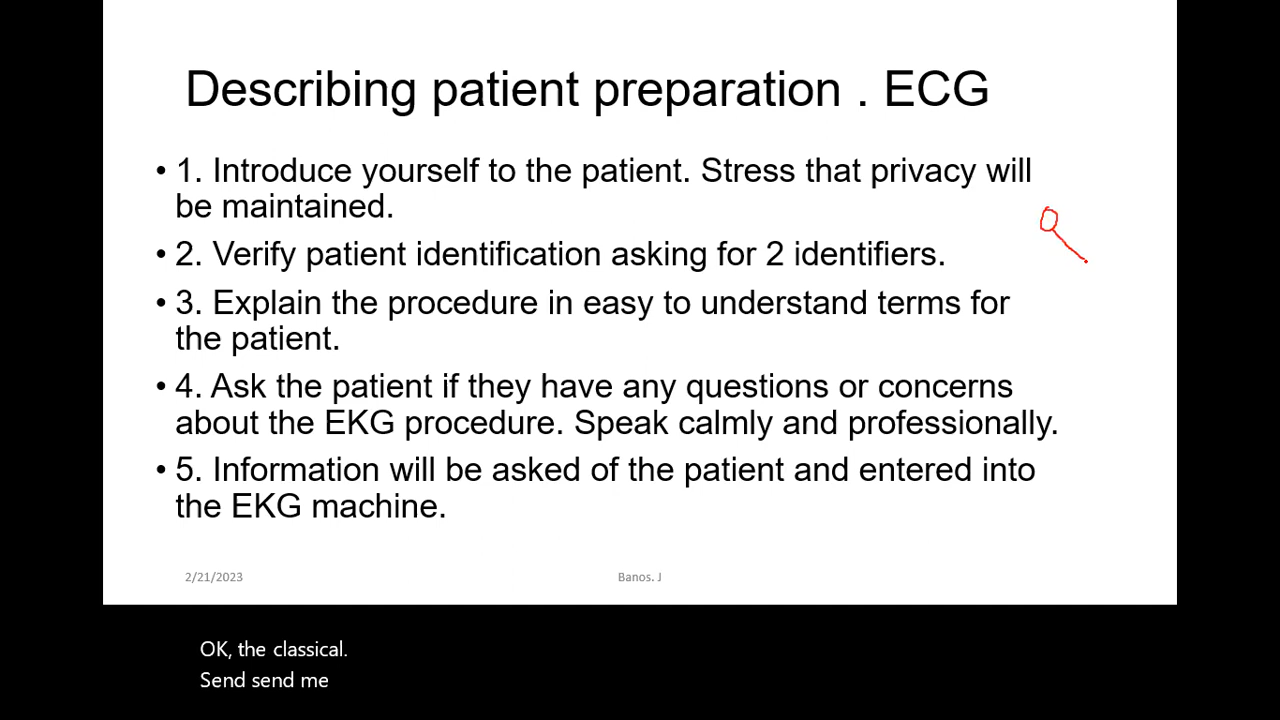 Describing patient preparation . ECG
• 1. Introduce yourself to the patient. Stress that privacy will
be maintained.
• 2. Verify patient identification asking for 2 identifiers.
• 3. Explain the procedure in easy to understand terms for
the patient.
• 4. Ask the patient if they have any questions or concerns
about the EKG procedure. Speak calmly and professionally.
• 5. Information will be asked of the patient and entered into
the EKG machine.
2/21/2023
Banos. J
OK, the classical.
Send send me